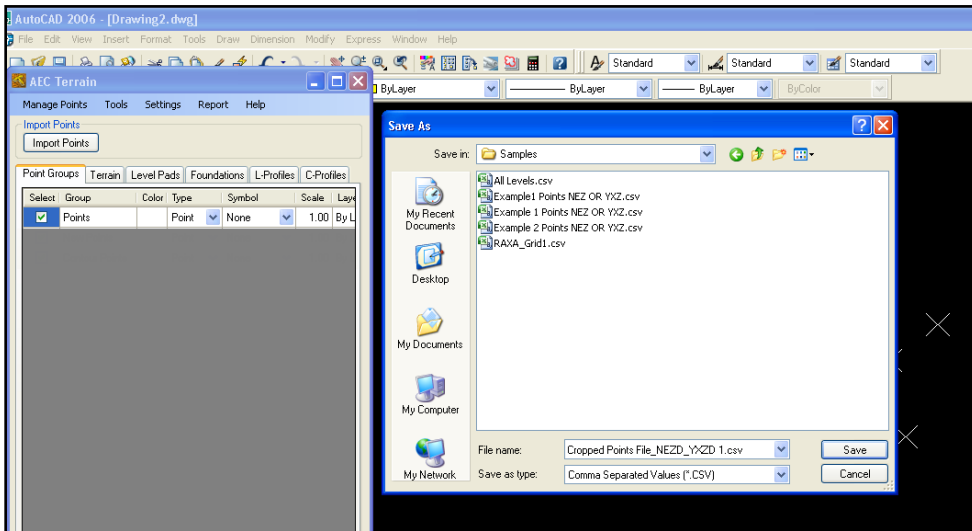 AutoCAD 2006 - [Drawing2.dwg]
File Edit View Insert Format Tools Draw Dimension Modify Express Window Help
Standard Standard Standard
ByLayer ByLayer ByLayer ByColor
AEC Terrain
Manage Points Tools Settings Report Help
Import Points
Import Points
Point Groups Terrain Level Pads Foundations L-Profiles C-Profiles
Select Group Color Type Symbol Scale Laye
Points Point None 1.00 By L
Save As
Save in: Samples
My Recent Documents
Desktop
My Documents
My Computer
My Network
All Levels.csv
Example1 Points NEZ OR YXZ.csv
Example 1 Points NEZ OR YXZ.csv
Example 2 Points NEZ OR YXZ.csv
RAXA_Grid1.csv
File name: Cropped Points File_NEZD_YXZD 1.csv Save
Save as type: Comma Separated Values (*.CSV) Cancel